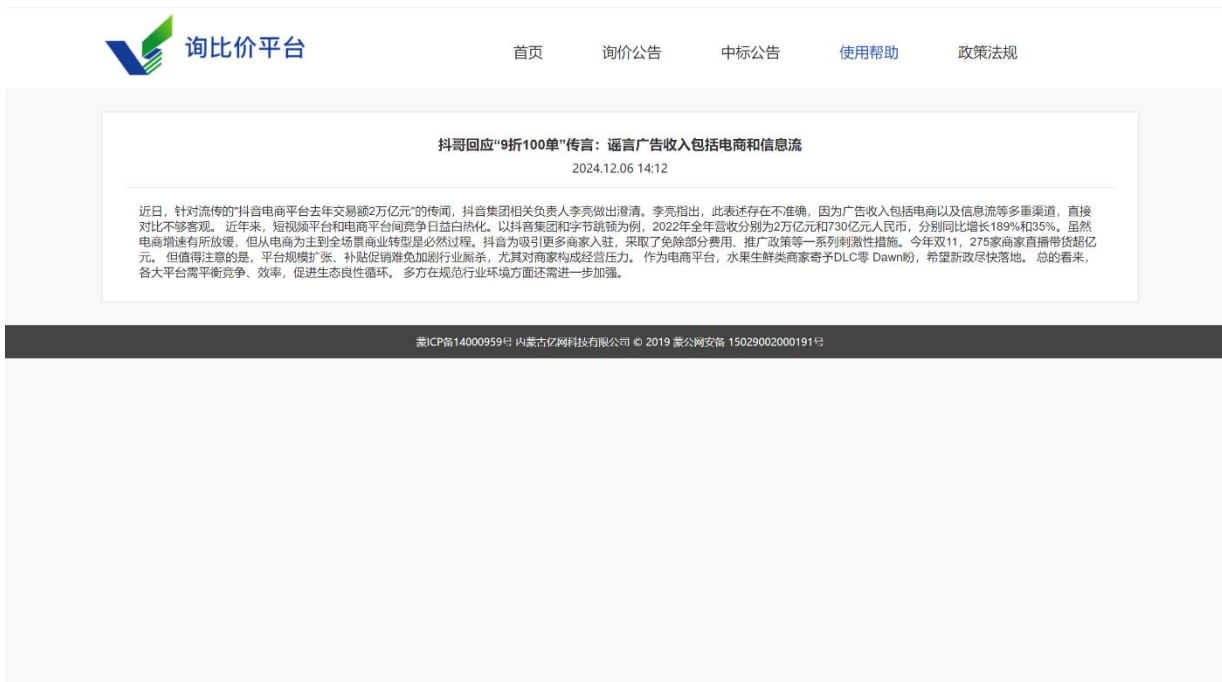 询比价平台
首页 询价公告 中标公告 使用帮助 政策法规
抖哥回应“9折100单”传言：谣言广告收入包括电商和信息流
2024.12.06 14:12
近日，针对流传的"抖音电商平台去年交易额2万亿元"的传闻，抖音集团相关负责人李亮做出澄清。李亮指出，此表述存在不准确，因为广告收入包括电商以及信息流等多重渠道，直接
对比不够客观。 近年来，短视频平台和电商平台间竞争日益白热化。以抖音集团和字节跳顿为例，2022年全年营收分别为2万亿元和730亿元人民币，分别同比增长189%和35%。虽然
电商增速有所放缓，但从电商为主到全场景商业转型是必然过程。抖音为吸引更多商家入驻，采取了免除部分费用、推广政策等一系列刺激性措施。今年双11，275家商家直播带货超亿
元。 但值得注意的是，平台规模扩张、补贴促销难免加剧行业厮杀，尤其对商家构成经营压力。 作为电商平台，水果生鲜类商家寄予DLC零 Dawn盼，希望新政尽快落地。 总的看来，
各大平台需平衡竞争、效率，促进生态良性循环。 多方在规范行业环境方面还需进一步加强。
蒙ICP备14000959号 内蒙古亿网科技有限公司 © 2019 蒙公网安备 15029002000191号